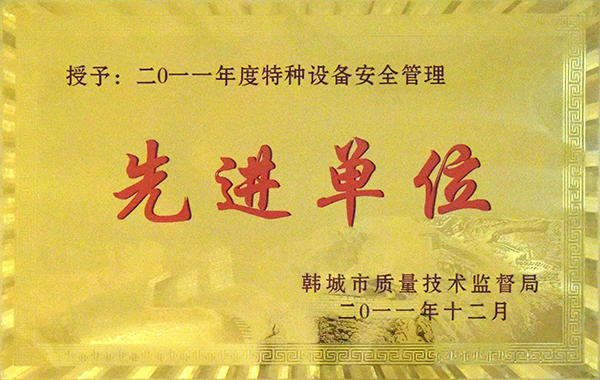 授予：二〇一一年度特种设备安全管理
先进单位
韩城市质量技术监督局
二〇一一年十二月